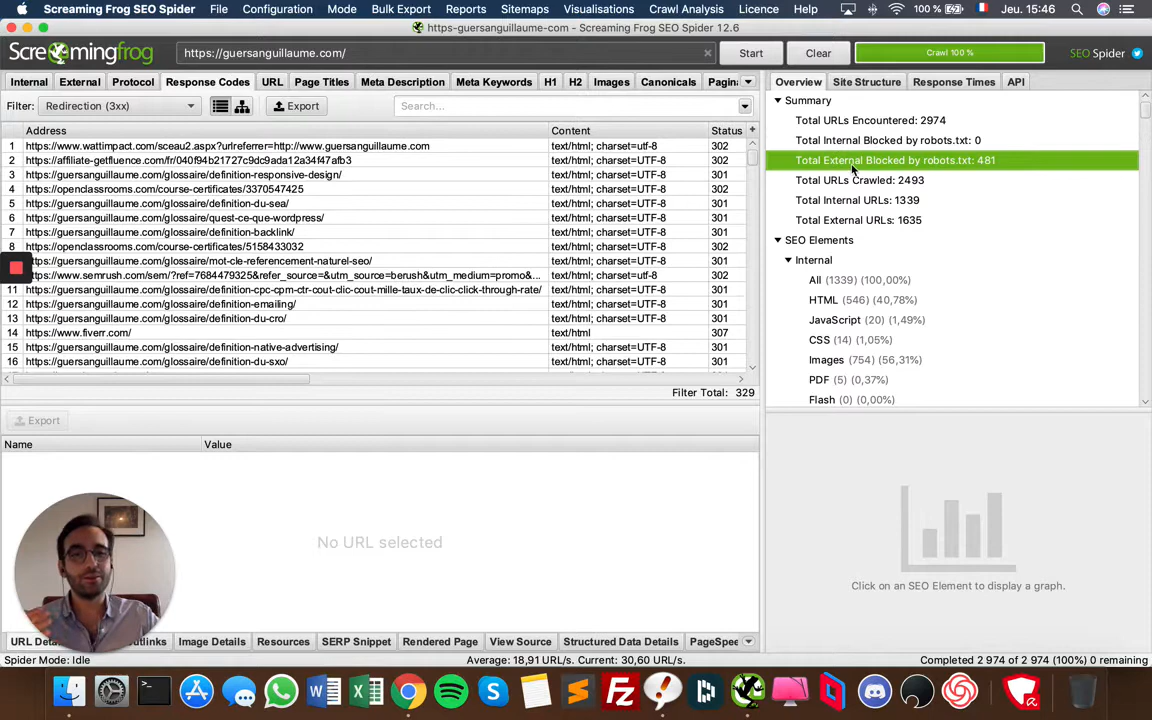 Screaming Frog SEO Spider File Configuration Mode Bulk Export Reports Sitemaps Visualisations Crawl Analysis Licence Window Help 100 % Jeu. 15:46
https-guersanguillaume-com - Screaming Frog SEO Spider 12.6
Screamingfrog https://guersanguillaume.com/ Start Clear Crawl 100 % SEO Spider
Internal External Protocol Response Codes URL Page Titles Meta Description Meta Keywords H1 H2 Images Canonicals Pagina
Overview Site Structure Response Times API
Filter: Redirection (3xx) Export Search...
Address Content Status
1 https://www.wattimpact.com/sceau2.aspx?urlreferrer=http://www.guersanguillaume.com text/html; charset=utf-8 302
2 https://affiliate-getfluence.com/fr/040f94b21727c9dc9ada12a34f47afb3 text/html; charset=UTF-8 302
3 https://guersanguillaume.com/glossaire/definition-responsive-design/ text/html; charset=UTF-8 301
4 https://openclassrooms.com/course-certificates/3370547425 text/html; charset=UTF-8 302
5 https://guersanguillaume.com/glossaire/definition-du-sea/ text/html; charset=UTF-8 301
6 https://guersanguillaume.com/glossaire/quest-ce-que-wordpress/ text/html; charset=UTF-8 301
7 https://guersanguillaume.com/glossaire/definition-backlink/ text/html; charset=UTF-8 301
8 https://openclassrooms.com/course-certificates/5158433032 text/html; charset=UTF-8 302
https://guersanguillaume.com/glossaire/mot-cle-referencement-naturel-seo/ text/html; charset=UTF-8 301
https://www.semrush.com/sem/?ref=7684479325&refer_source=&utm_source=berush&utm_medium=promo&... text/html; charset=utf-8 302
11 https://guersanguillaume.com/glossaire/definition-cpc-cpm-ctr-cout-clic-cout-mille-taux-de-clic-click-through-rate/ text/html; charset=UTF-8 301
12 https://guersanguillaume.com/glossaire/definition-emailing/ text/html; charset=UTF-8 301
13 https://guersanguillaume.com/glossaire/definition-du-cro/ text/html; charset=UTF-8 301
14 https://www.fiverr.com/ text/html 307
15 https://guersanguillaume.com/glossaire/definition-native-advertising/ text/html; charset=UTF-8 301
16 https://guersanguillaume.com/glossaire/definition-du-sxo/ text/html; charset=UTF-8 301
Filter Total: 329
Summary
Total URLs Encountered: 2974
Total Internal Blocked by robots.txt: 0
Total External Blocked by robots.txt: 481
Total URLs Crawled: 2493
Total Internal URLs: 1339
Total External URLs: 1635
SEO Elements
Internal
All (1339) (100,00%)
HTML (546) (40,78%)
JavaScript (20) (1,49%)
CSS (14) (1,05%)
Images (754) (56,31%)
PDF (5) (0,37%)
Flash (0) (0,00%)
Export
Name Value
No URL selected
Click on an SEO Element to display a graph.
URL Deta utlinks Image Details Resources SERP Snippet Rendered Page View Source Structured Data Details PageSpee
Spider Mode: Idle Average: 18,91 URL/s. Current: 30,60 URL/s. Completed 2 974 of 2 974 (100%) 0 remaining